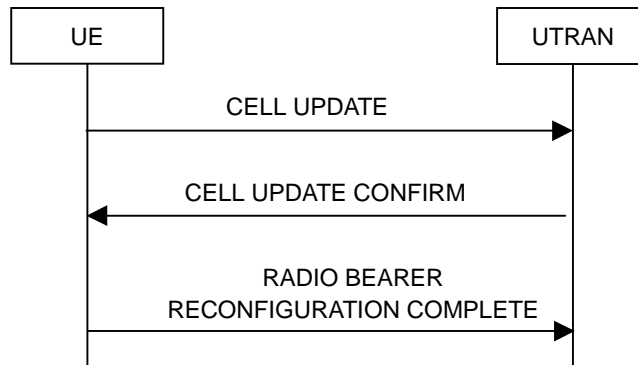 UE
UTRAN
CELL UPDATE
CELL UPDATE CONFIRM
RADIO BEARER
RECONFIGURATION COMPLETE